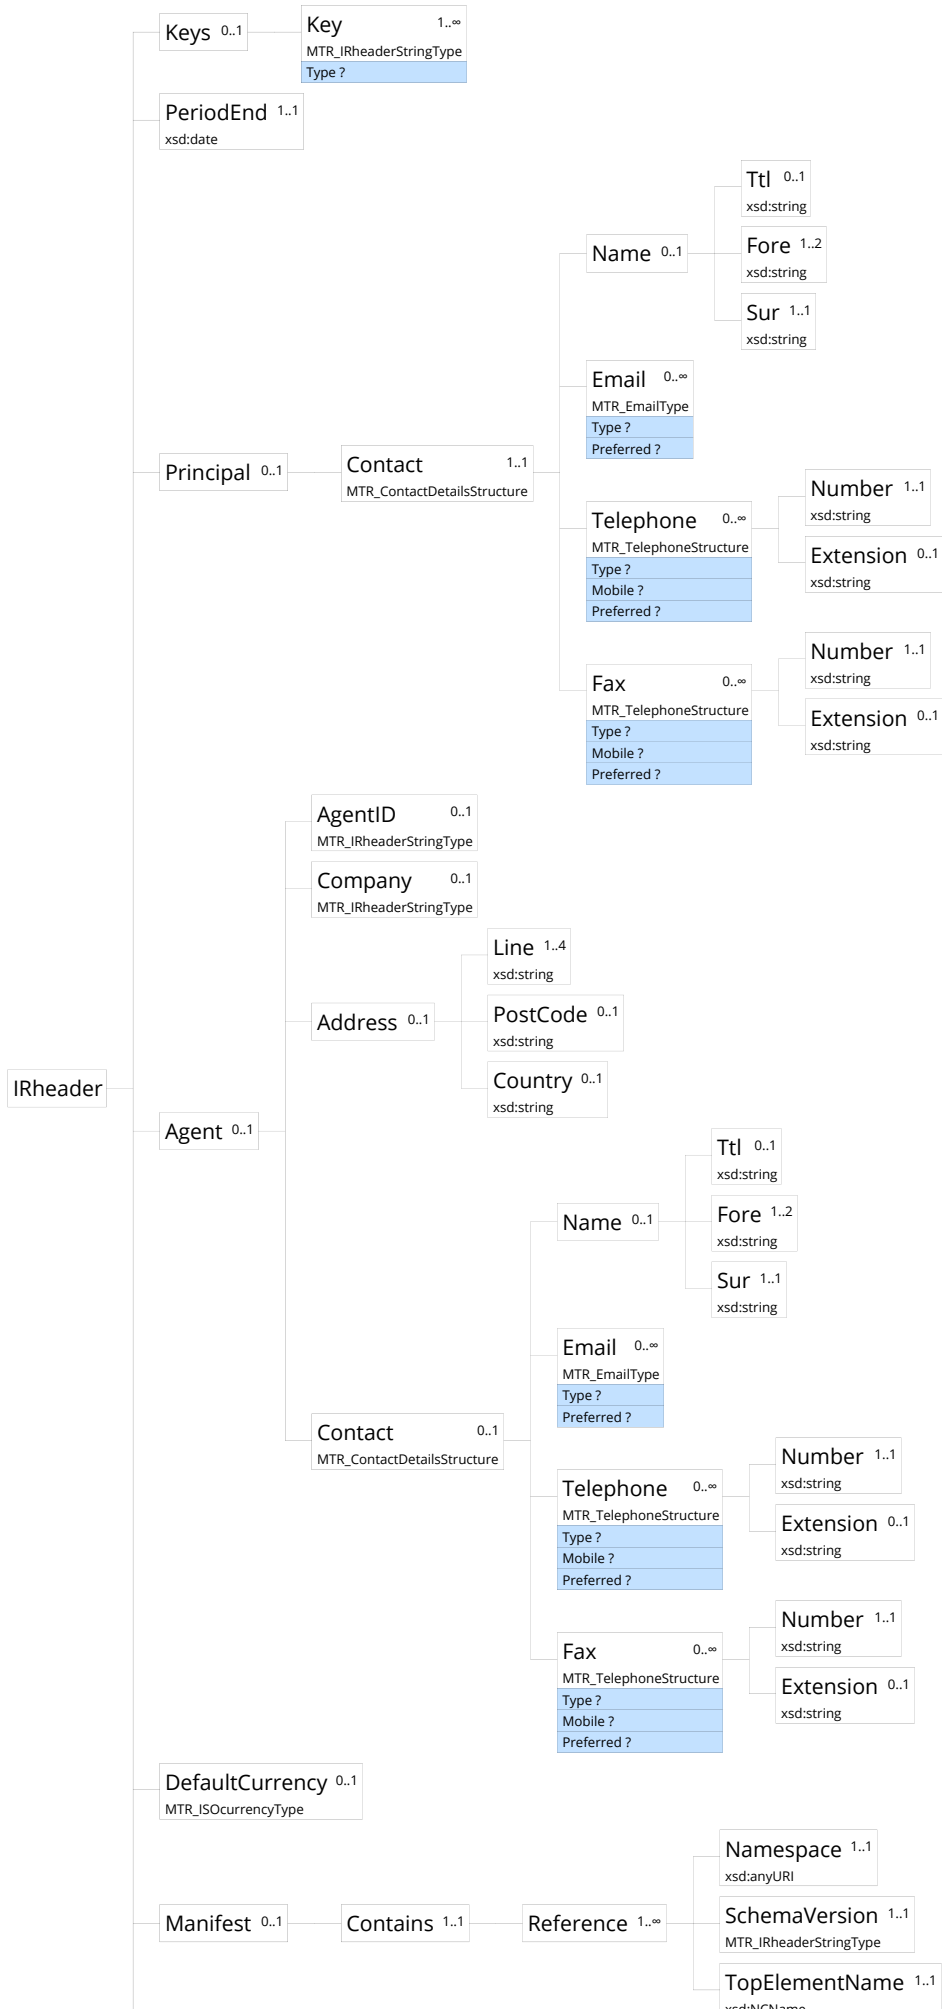 Keys 0..1
Key 1..∞
MTR_IRheaderStringType
Type ?
PeriodEnd 1..1
xsd:date
Ttl 0..1
xsd:string
Name 0..1
Fore 1..2
xsd:string
Sur 1..1
xsd:string
Email 0..∞
MTR_EmailType
Type ?
Preferred ?
Principal 0..1
Contact 1..1
MTR_ContactDetailsStructure
Telephone 0..∞
MTR_TelephoneStructure
Type ?
Mobile ?
Preferred ?
Number 1..1
xsd:string
Extension 0..1
xsd:string
Fax 0..∞
MTR_TelephoneStructure
Type ?
Mobile ?
Preferred ?
Number 1..1
xsd:string
Extension 0..1
xsd:string
AgentID 0..1
MTR_IRheaderStringType
Company 0..1
MTR_IRheaderStringType
Address 0..1
Line 1..4
xsd:string
PostCode 0..1
xsd:string
Country 0..1
xsd:string
IRheader
Agent 0..1
Ttl 0..1
xsd:string
Name 0..1
Fore 1..2
xsd:string
Sur 1..1
xsd:string
Email 0..∞
MTR_EmailType
Type ?
Preferred ?
Contact 0..1
MTR_ContactDetailsStructure
Telephone 0..∞
MTR_TelephoneStructure
Type ?
Mobile ?
Preferred ?
Number 1..1
xsd:string
Extension 0..1
xsd:string
Fax 0..∞
MTR_TelephoneStructure
Type ?
Mobile ?
Preferred ?
Number 1..1
xsd:string
Extension 0..1
xsd:string
DefaultCurrency 0..1
MTR_ISOcurrencyType
Manifest 0..1
Contains 1..1
Reference 1..∞
Namespace 1..1
xsd:anyURI
SchemaVersion 1..1
MTR_IRheaderStringType
TopElementName 1..1
xsd:NCName